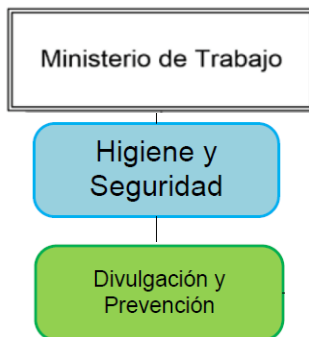 Ministerio de Trabajo
Higiene y
Seguridad
Divulgación y
Prevención